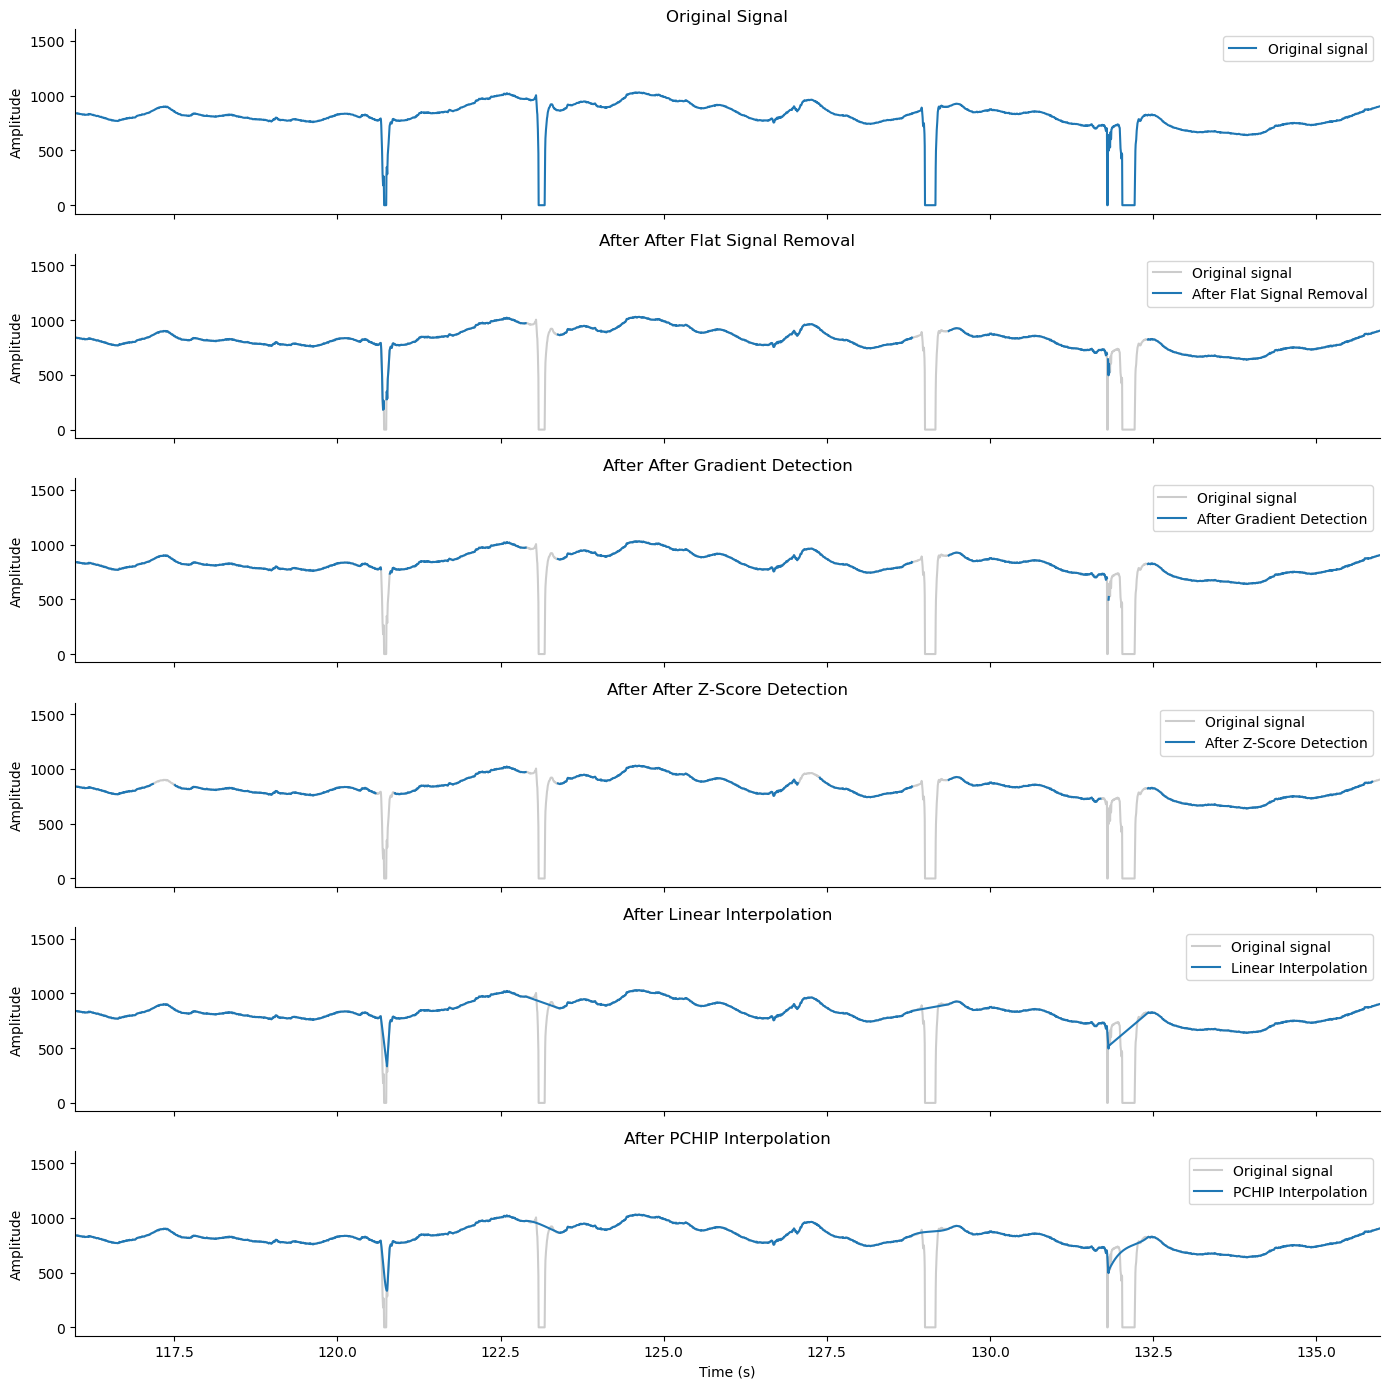 Original Signal
1500
1000
500
0
Amplitude
Original signal
After After Flat Signal Removal
1500
1000
500
0
Amplitude
Original signal
After Flat Signal Removal
After After Gradient Detection
1500
1000
500
0
Amplitude
Original signal
After Gradient Detection
After After Z-Score Detection
1500
1000
500
0
Amplitude
Original signal
After Z-Score Detection
After Linear Interpolation
1500
1000
500
0
Amplitude
Original signal
Linear Interpolation
After PCHIP Interpolation
1500
1000
500
0
Amplitude
Original signal
PCHIP Interpolation
117.5 120.0 122.5 125.0 127.5 130.0 132.5 135.0
Time (s)